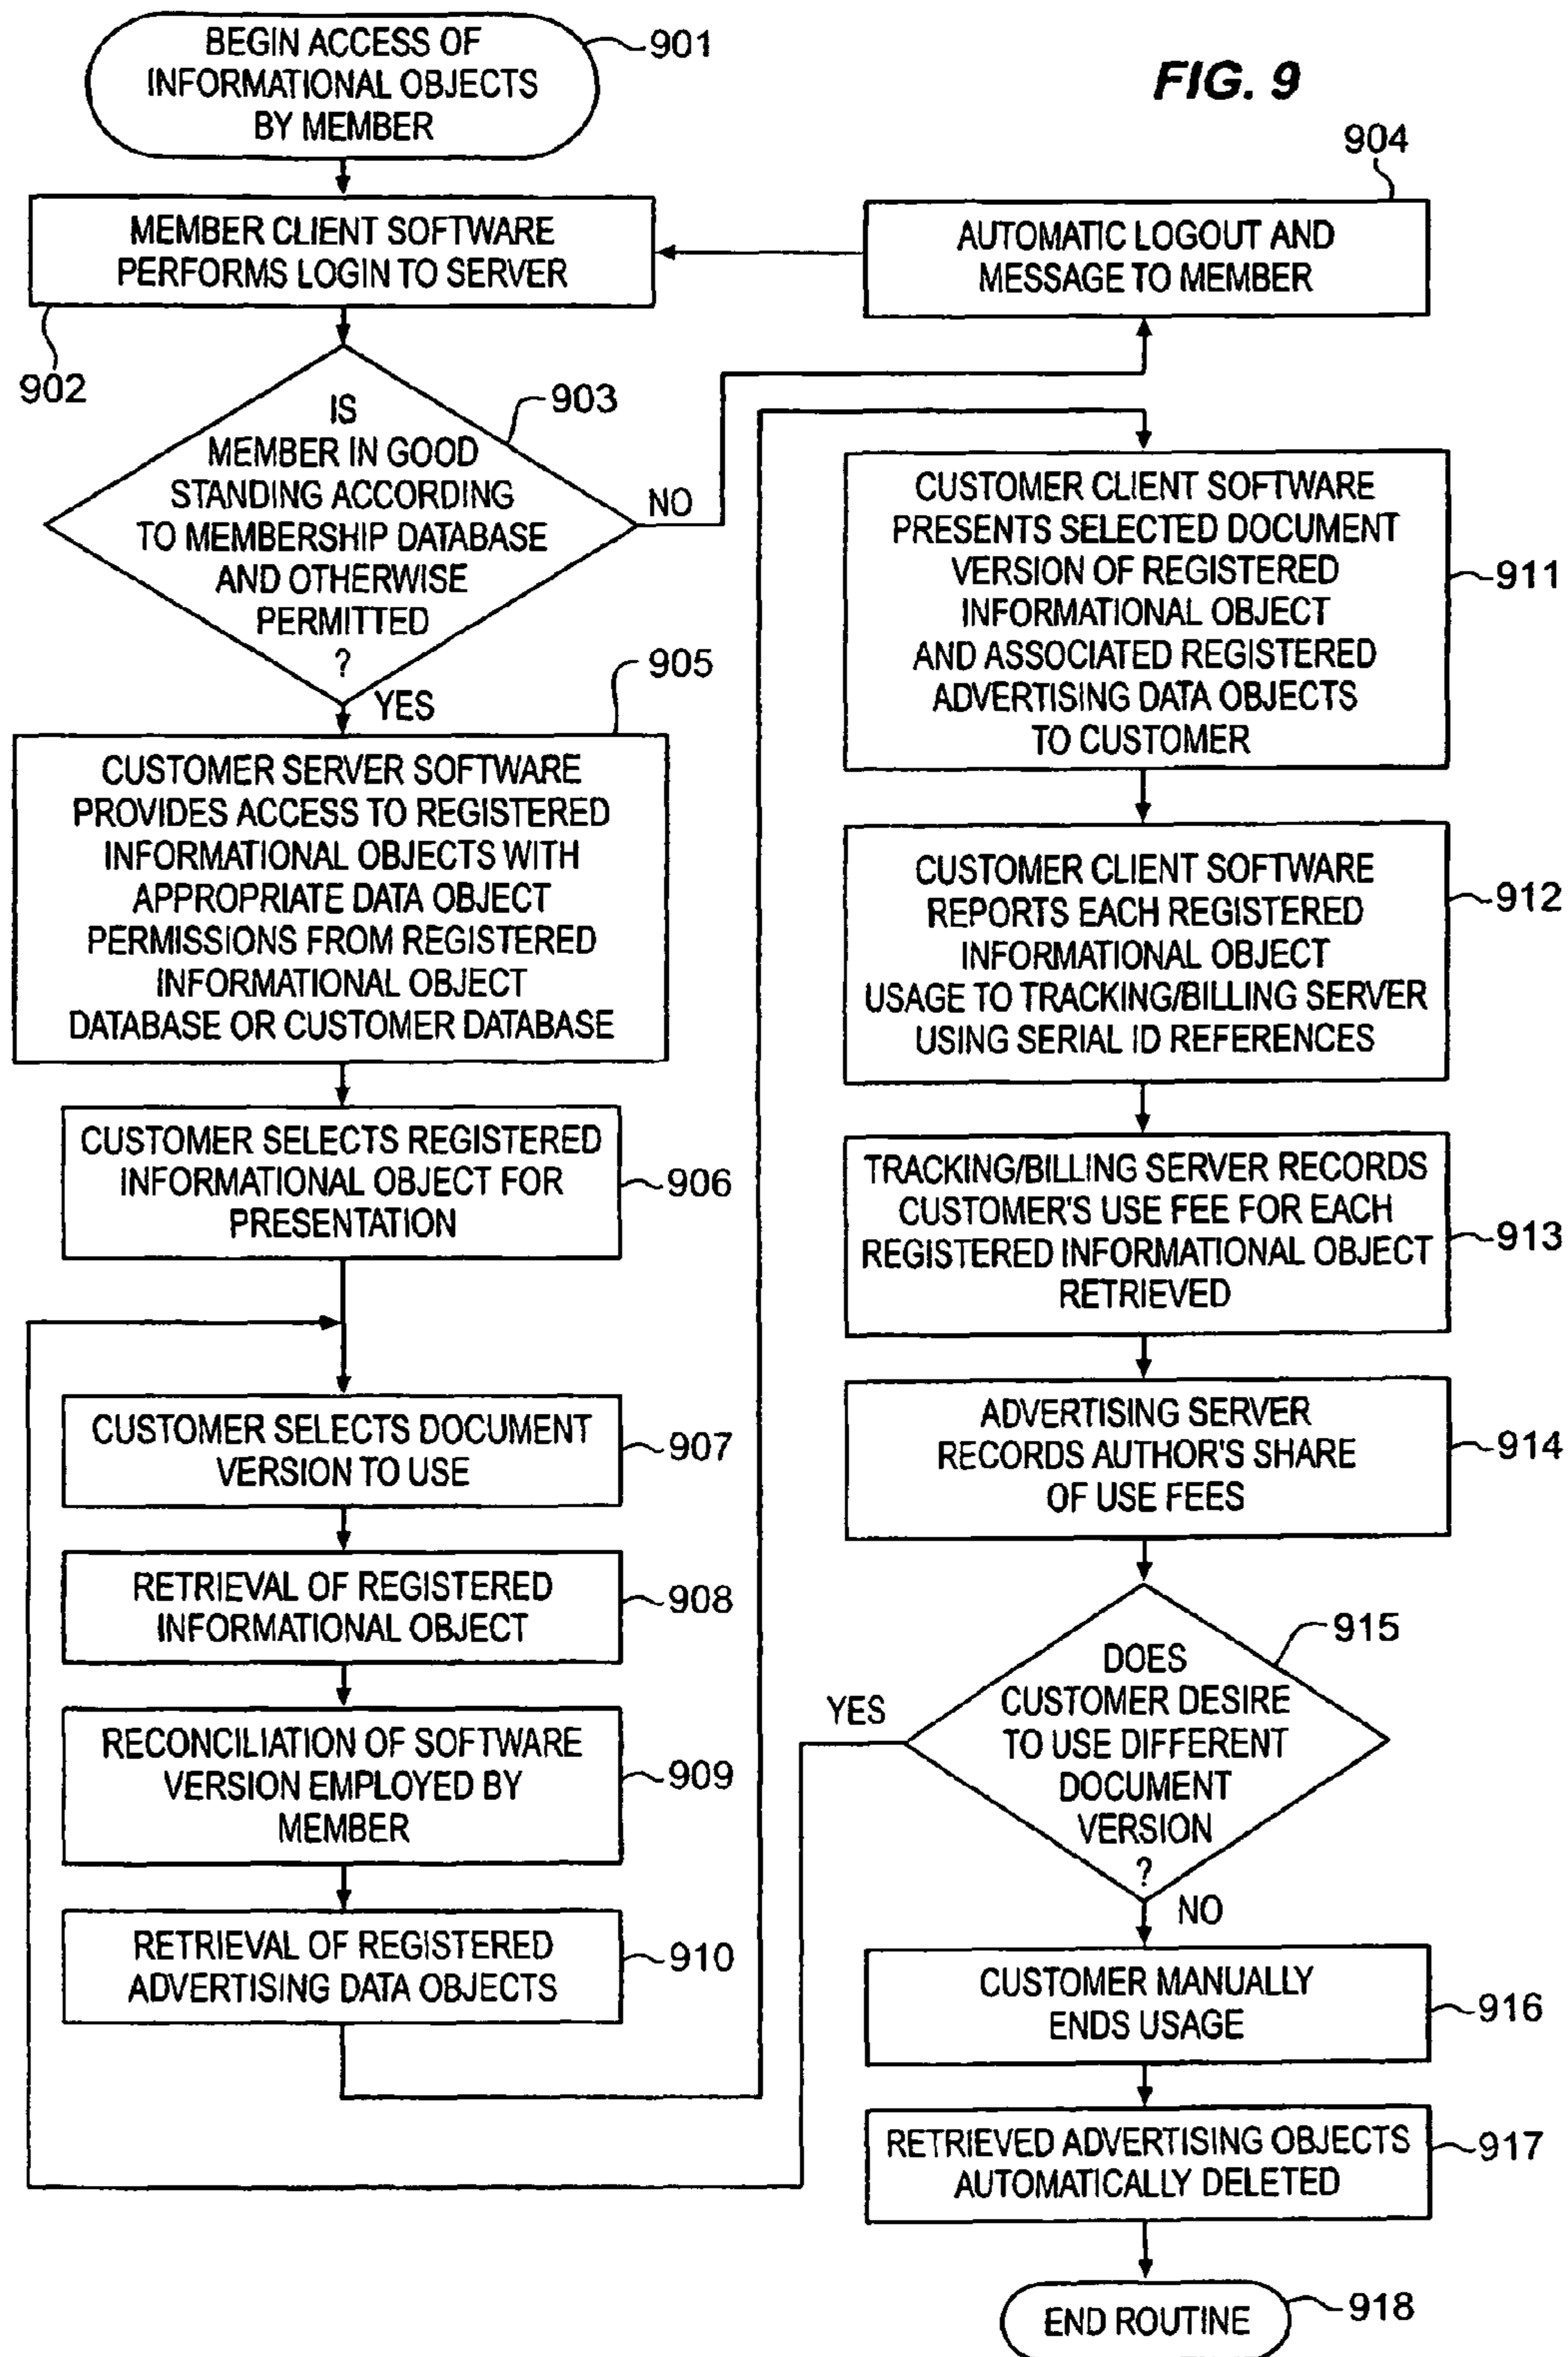 FIG. 9
BEGIN ACCESS OF
INFORMATIONAL OBJECTS
BY MEMBER
901
MEMBER CLIENT SOFTWARE
PERFORMS LOGIN TO SERVER
902
IS
MEMBER IN GOOD
STANDING ACCORDING
TO MEMBERSHIP DATABASE
AND OTHERWISE
PERMITTED
?
903
NO
YES
AUTOMATIC LOGOUT AND
MESSAGE TO MEMBER
904
CUSTOMER SERVER SOFTWARE
PROVIDES ACCESS TO REGISTERED
INFORMATIONAL OBJECTS WITH
APPROPRIATE DATA OBJECT
PERMISSIONS FROM REGISTERED
INFORMATIONAL OBJECT
DATABASE OR CUSTOMER DATABASE
905
CUSTOMER SELECTS REGISTERED
INFORMATIONAL OBJECT FOR
PRESENTATION
906
CUSTOMER SELECTS DOCUMENT
VERSION TO USE
907
RETRIEVAL OF REGISTERED
INFORMATIONAL OBJECT
908
RECONCILIATION OF SOFTWARE
VERSION EMPLOYED BY
MEMBER
909
RETRIEVAL OF REGISTERED
ADVERTISING DATA OBJECTS
910
CUSTOMER CLIENT SOFTWARE
PRESENTS SELECTED DOCUMENT
VERSION OF REGISTERED
INFORMATIONAL OBJECT
AND ASSOCIATED REGISTERED
ADVERTISING DATA OBJECTS
TO CUSTOMER
911
CUSTOMER CLIENT SOFTWARE
REPORTS EACH REGISTERED
INFORMATIONAL OBJECT
USAGE TO TRACKING/BILLING SERVER
USING SERIAL ID REFERENCES
912
TRACKING/BILLING SERVER RECORDS
CUSTOMER'S USE FEE FOR EACH
REGISTERED INFORMATIONAL OBJECT
RETRIEVED
913
ADVERTISING SERVER
RECORDS AUTHOR'S SHARE
OF USE FEES
914
DOES
CUSTOMER DESIRE
TO USE DIFFERENT
DOCUMENT
VERSION
?
915
YES
NO
CUSTOMER MANUALLY
ENDS USAGE
916
RETRIEVED ADVERTISING OBJECTS
AUTOMATICALLY DELETED
917
END ROUTINE
918